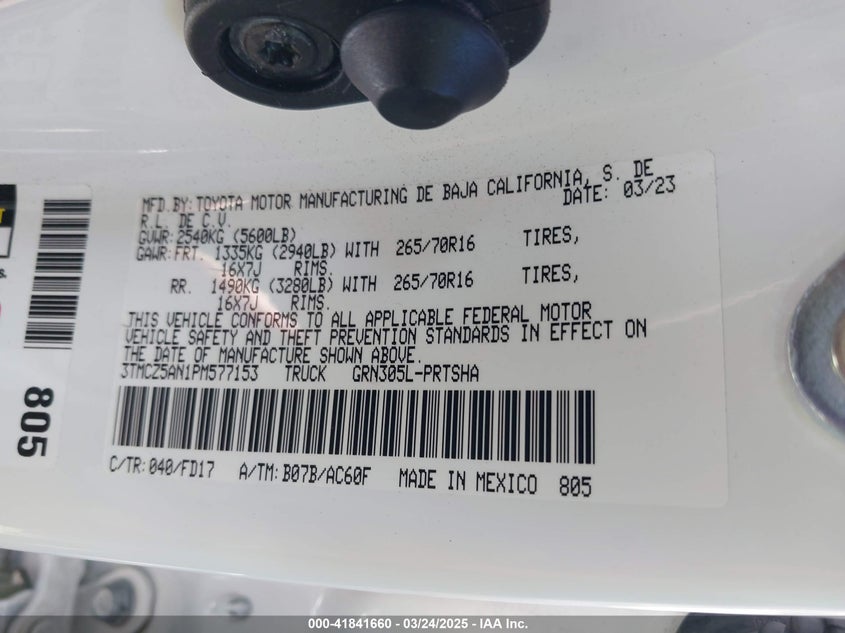 MFD. BY: TOYOTA MOTOR MANUFACTURING DE BAJA CALIFORNIA, S. DE
R.L. DE C.V. DATE: 03/23
GVWR: 2540KG (5600LB)
GAWR: FRT. 1335KG (2940LB) WITH 265/70R16 TIRES,
16X7J RIMS.
RR. 1490KG (3280LB) WITH 265/70R16 TIRES,
16X7J RIMS.
THIS VEHICLE CONFORMS TO ALL APPLICABLE FEDERAL MOTOR
VEHICLE SAFETY AND THEFT PREVENTION STANDARDS IN EFFECT ON
THE DATE OF MANUFACTURE SHOWN ABOVE.
3TMCZ5AN1PM577153 TRUCK GRN305L-PRTSHA
C/TR: 040/FD17 A/TM: B07B/AC60F MADE IN MEXICO 805
805
000-41841660 - 03/24/2025 - IAA Inc.